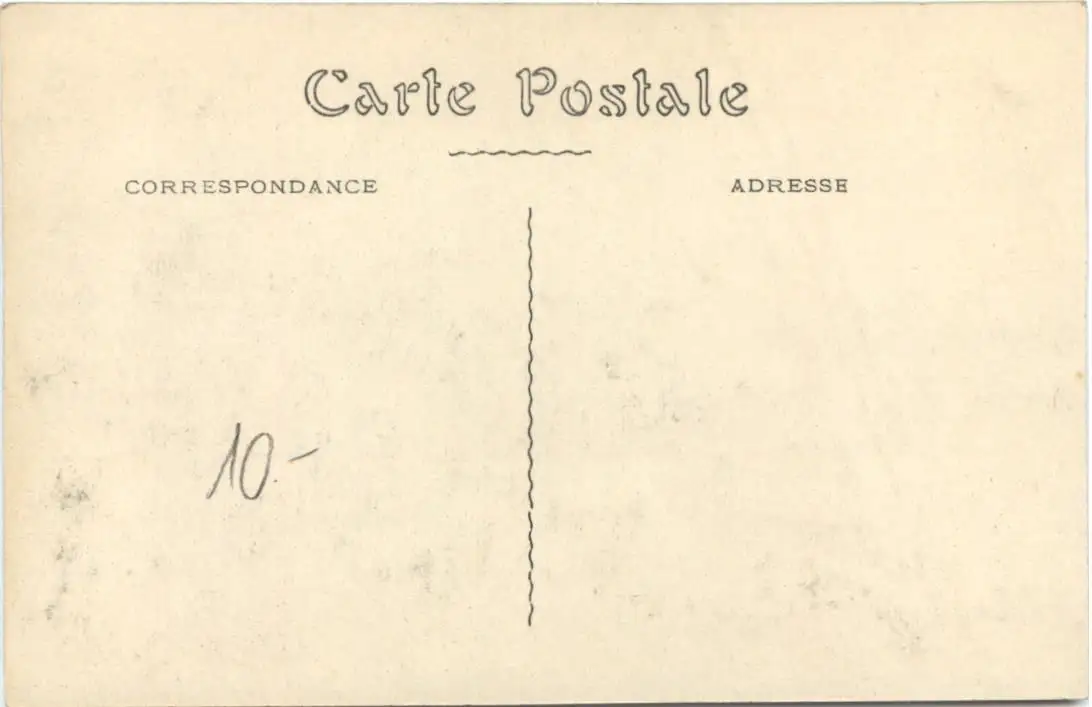 Carte Postale
CORRESPONDANCE
ADRESSE
10.-